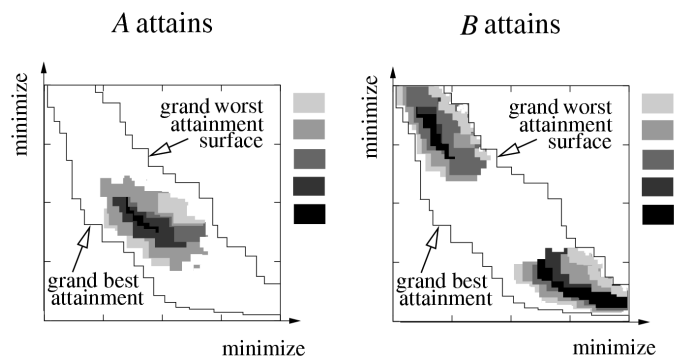 A attains
minimize
grand worst
attainment
surface
grand best
attainment
minimize
B attains
minimize
grand worst
attainment
surface
grand best
attainment
minimize